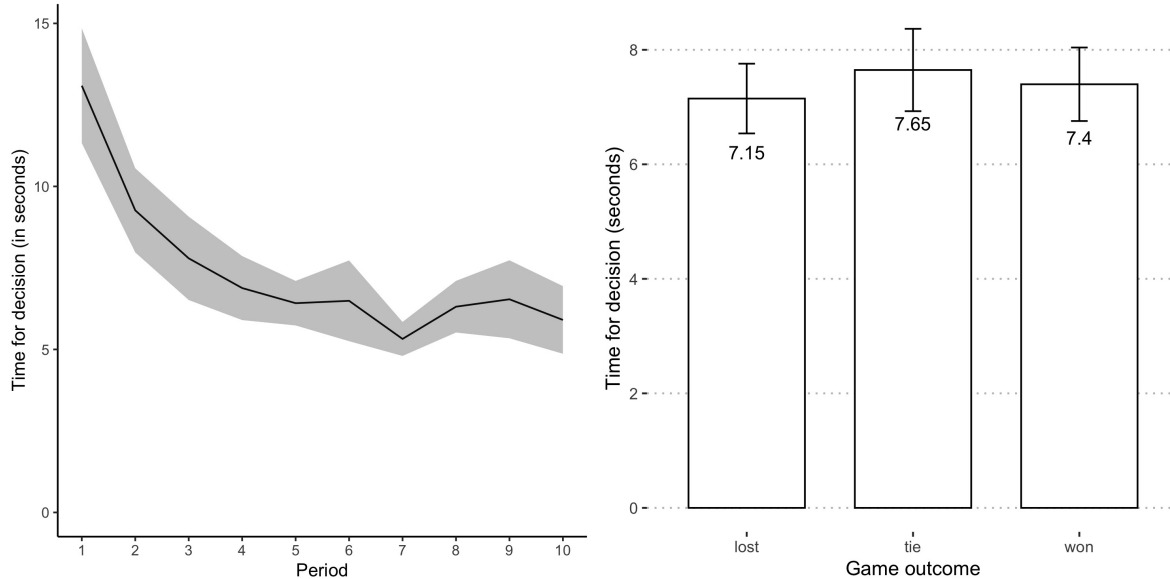 Time for decision (in seconds)
15
10
5
0
1 2 3 4 5 6 7 8 9 10
Period
Time for decision (seconds)
8
6
4
2
0
7.15
7.65
7.4
lost tie won
Game outcome